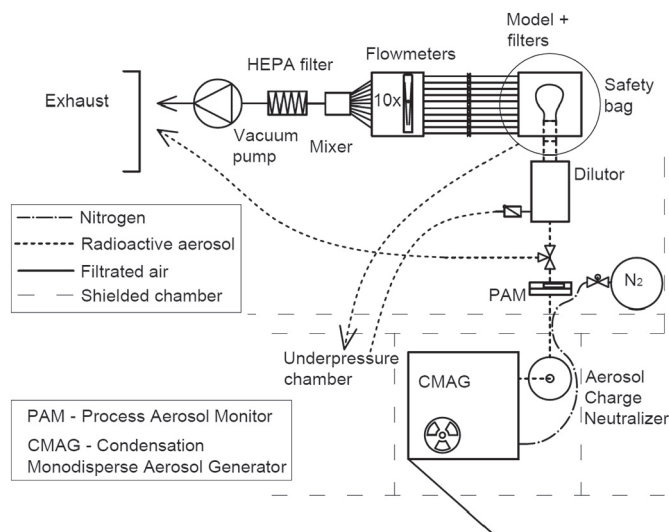 Model +
filters
HEPA filter
Flowmeters
Exhaust
10x
Safety
bag
Vacuum
pump
Mixer
Dilutor
Nitrogen
Radioactive aerosol
Filtrated air
Shielded chamber
PAM
N2
Underpressure
chamber
CMAG
Aerosol
Charge
Neutralizer
PAM - Process Aerosol Monitor
CMAG - Condensation
Monodisperse Aerosol Generator